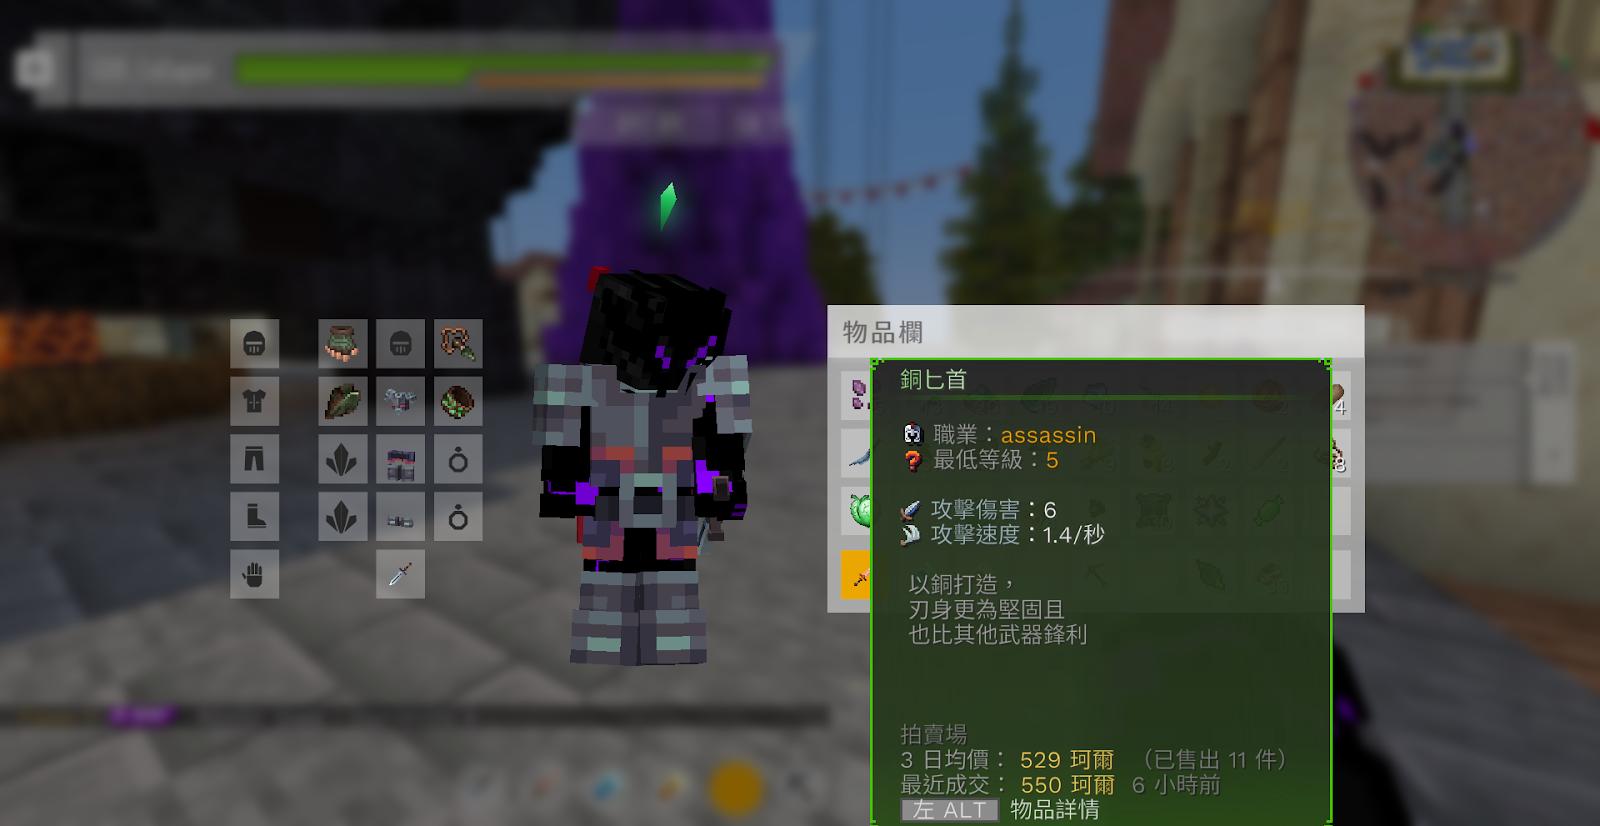 物品欄
銅匕首
4
職業：assassin
最低等級：5
3
攻擊傷害：6
攻擊速度：1.4/秒
以銅打造，
刃身更為堅固且
也比其他武器鋒利
拍賣場
3 日均價： 529 珂爾 （已售出 11 件）
最近成交： 550 珂爾 6 小時前
左 ALT 物品詳情